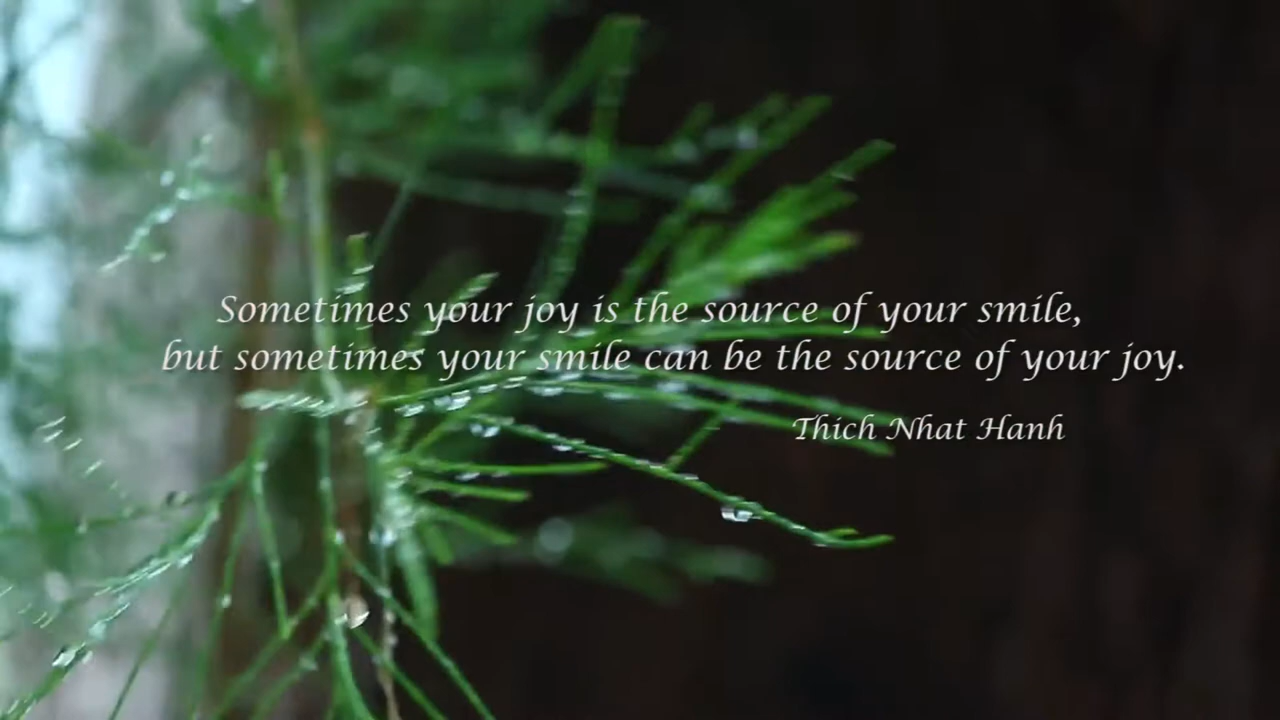 Sometimes your joy is the source of your smile,
but sometimes your smile can be the source of your joy.
Thich Nhat Hanh